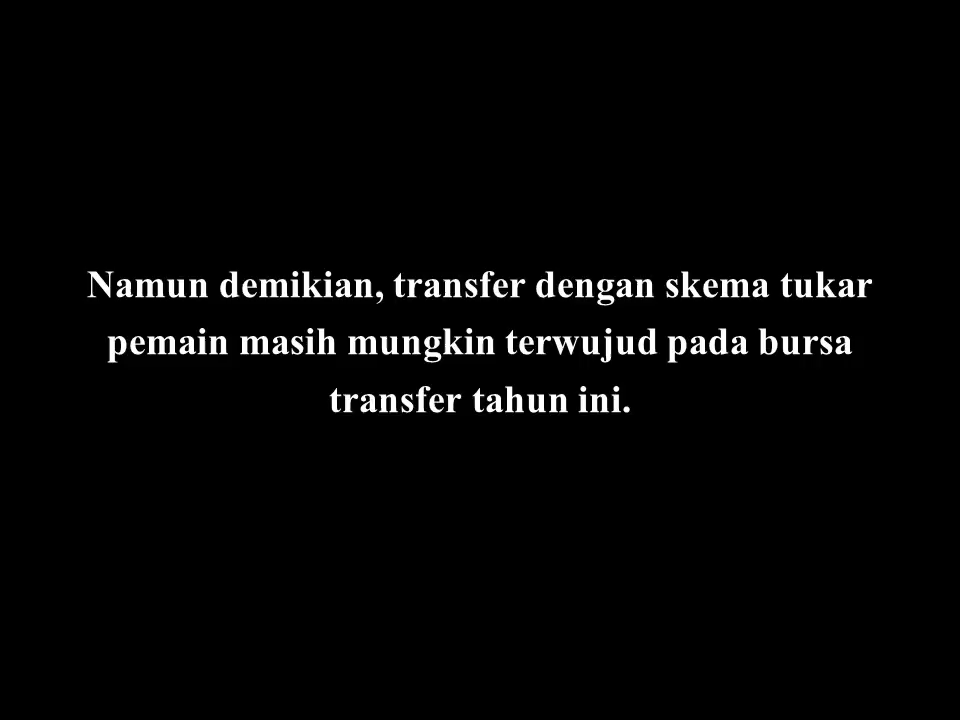 Namun demikian, transfer dengan skema tukar
pemain masih mungkin terwujud pada bursa
transfer tahun ini.